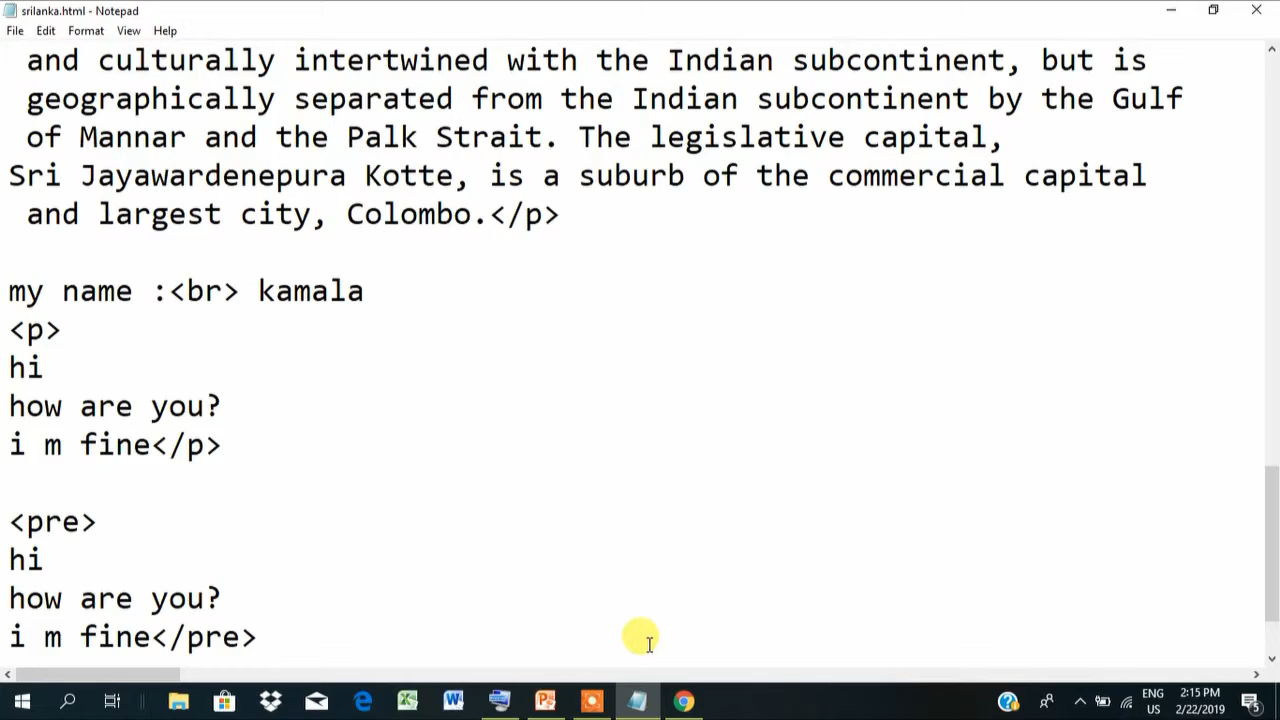 srilanka.html - Notepad
File Edit Format View Help
and culturally intertwined with the Indian subcontinent, but is
geographically separated from the Indian subcontinent by the Gulf
of Mannar and the Palk Strait. The legislative capital,
Sri Jayawardenepura Kotte, is a suburb of the commercial capital
and largest city, Colombo.</p>
my name :<br> kamala
<p>
hi
how are you?
i m fine</p>
<pre>
hi
how are you?
i m fine</pre>
ENG
US
2:15 PM
2/22/2019
5